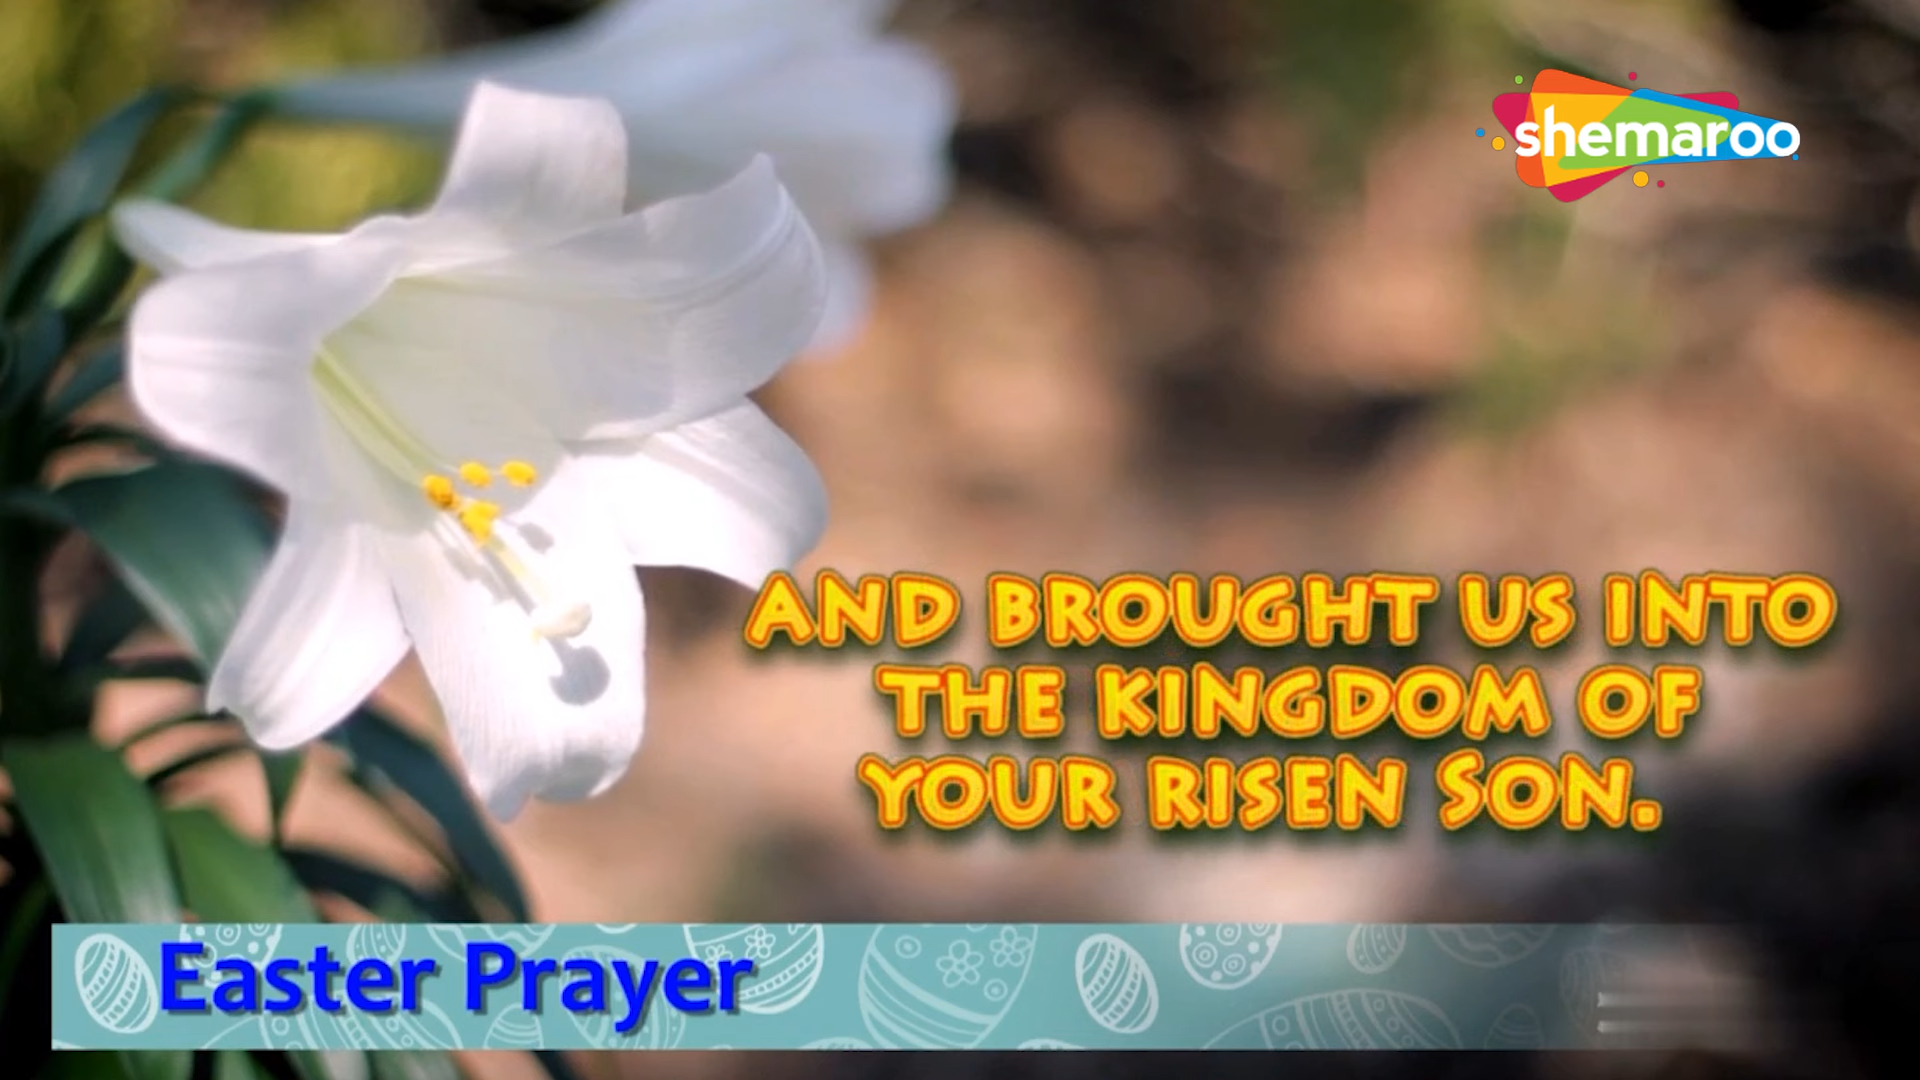 shemaroo
AND BROUGHT US INTO
THE KINGDOM OF
YOUR RISEN SON.
Easter Prayer